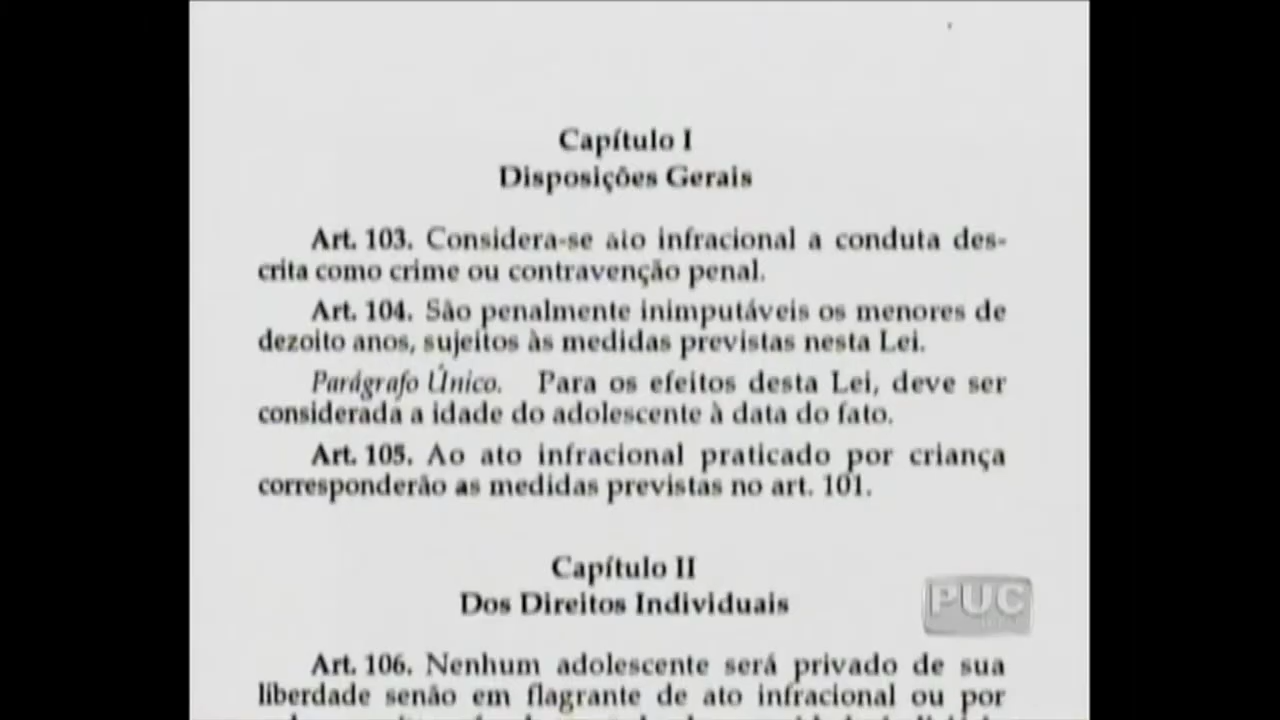 Capítulo I
Disposições Gerais
Art. 103. Considera-se ato infracional a conduta des-
crita como crime ou contravenção penal.
Art. 104. São penalmente inimputáveis os menores de
dezoito anos, sujeitos às medidas previstas nesta Lei.
Parágrafo Único. Para os efeitos desta Lei, deve ser
considerada a idade do adolescente à data do fato.
Art. 105. Ao ato infracional praticado por criança
corresponderão as medidas previstas no art. 101.
Capítulo II
Dos Direitos Individuais
PUC
Art. 106. Nenhum adolescente será privado de sua
liberdade senão em flagrante de ato infracional ou por